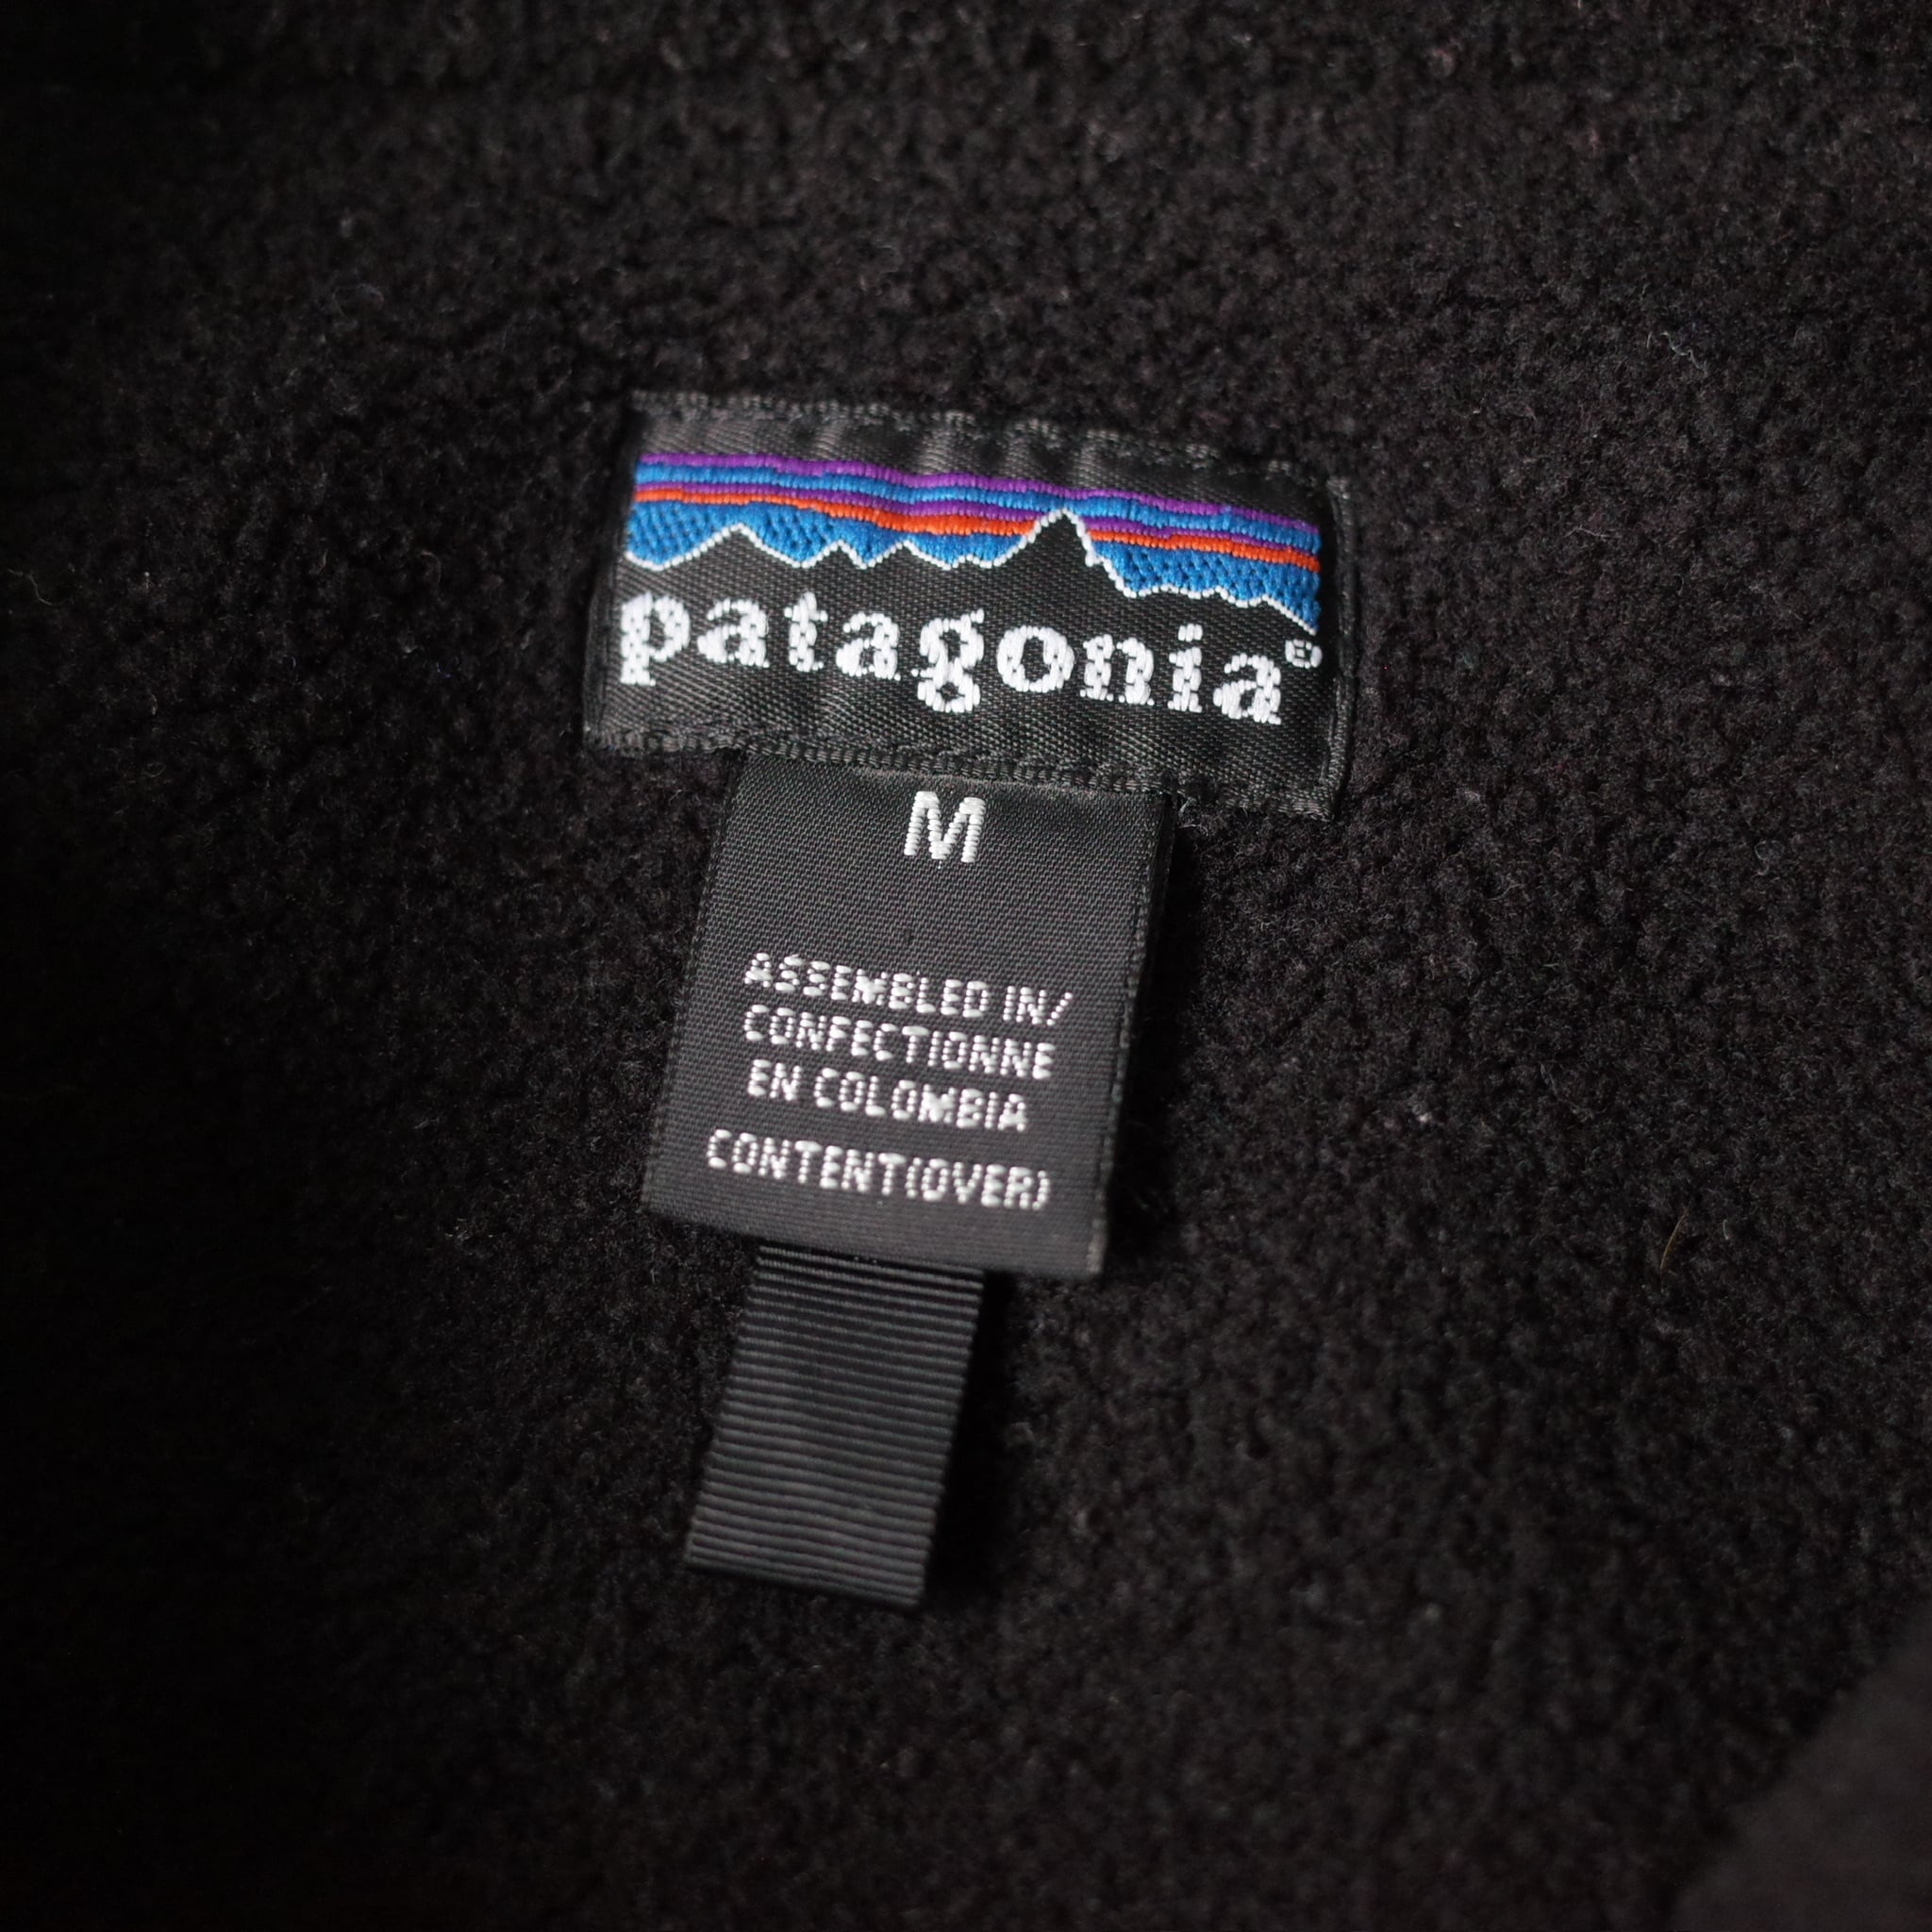 patagonia®
M
ASSEMBLED IN/
CONFECTIONNE
EN COLOMBIA
CONTENT(OVER)